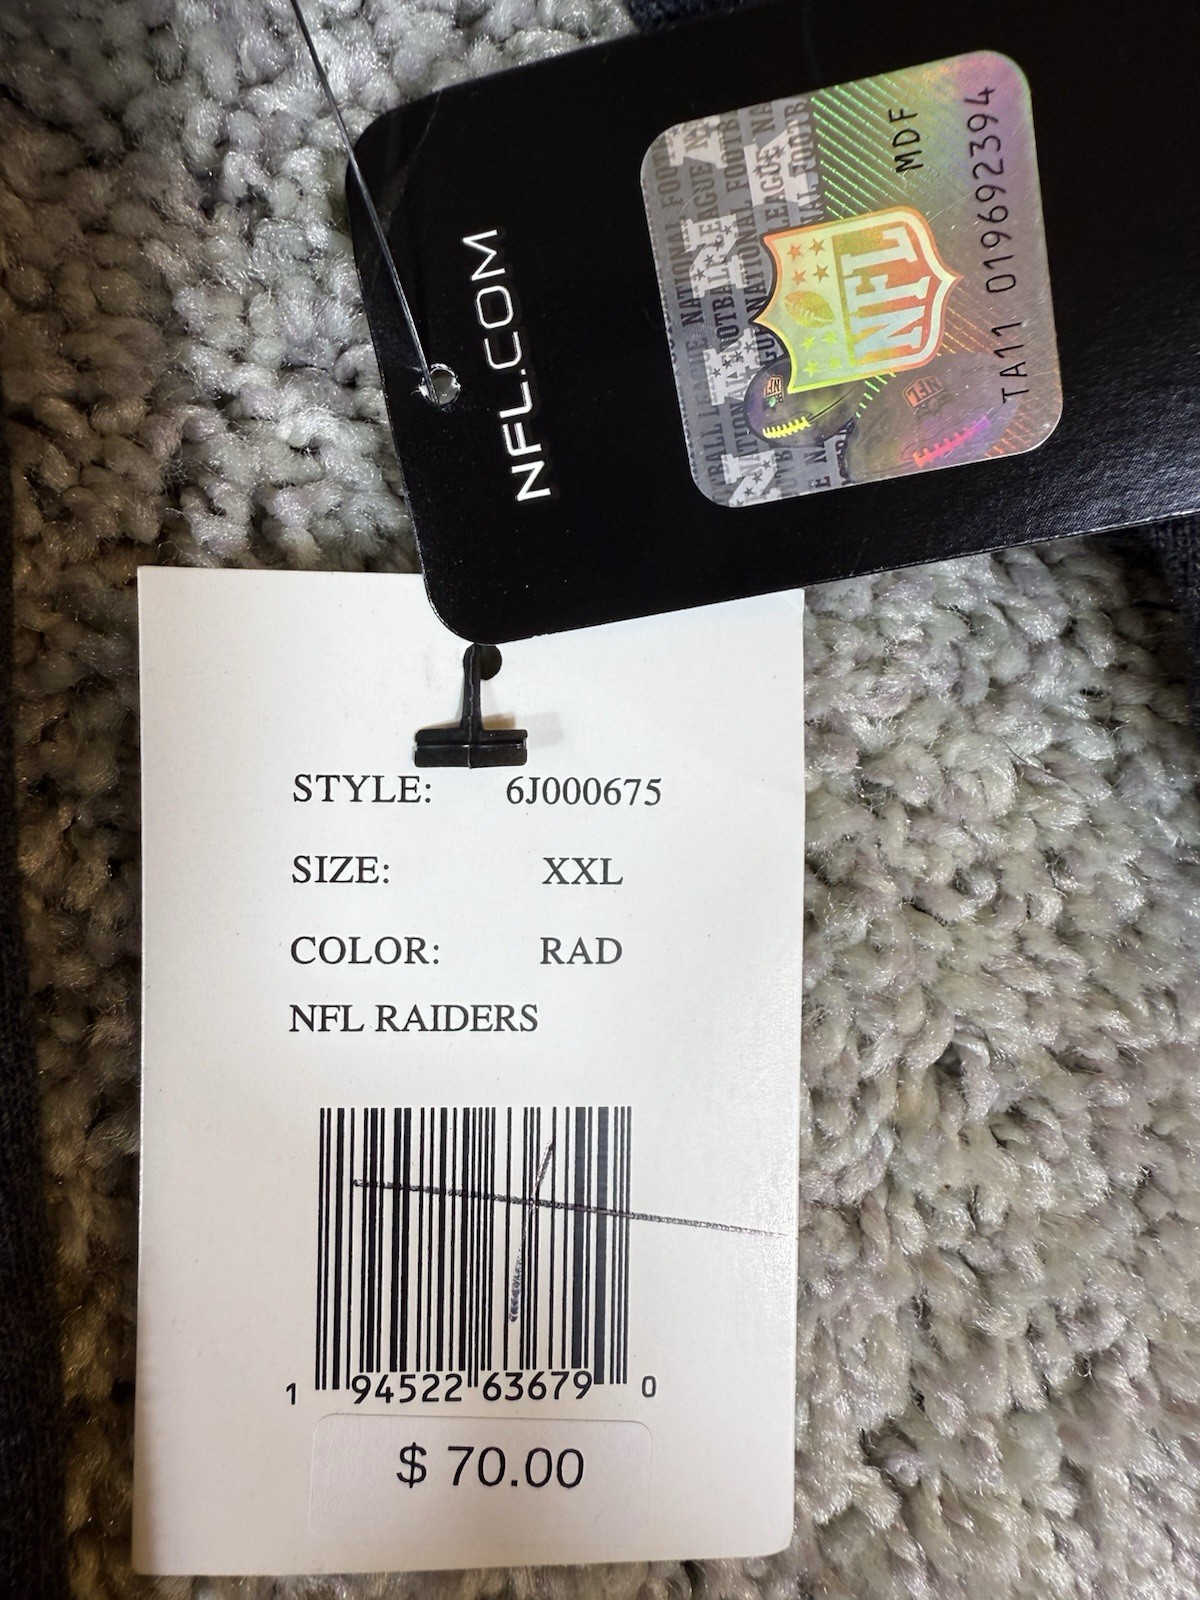 NFL.COM
MDF
TA11 019692394
NFL
STYLE: 6J000675
SIZE: XXL
COLOR: RAD
NFL RAIDERS
1 94522 63679 0
$ 70.00